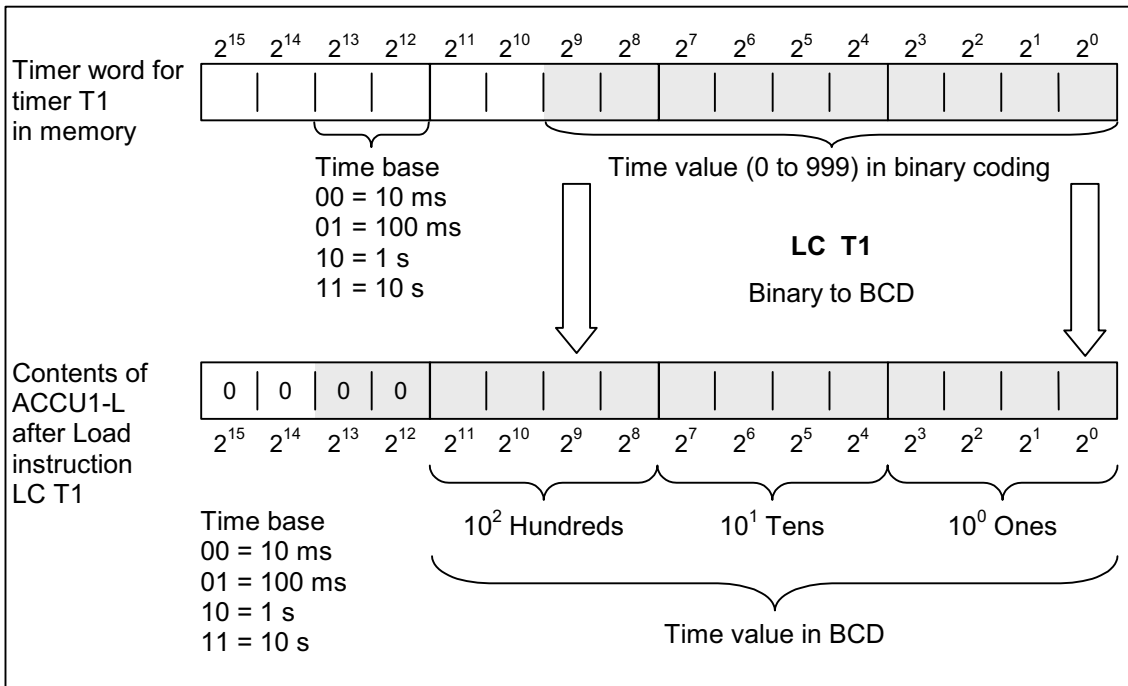 2^15 2^14 2^13 2^12 2^11 2^10 2^9 2^8 2^7 2^6 2^5 2^4 2^3 2^2 2^1 2^0
Timer word for
timer T1
in memory
Time base
00 = 10 ms
01 = 100 ms
10 = 1 s
11 = 10 s
Time value (0 to 999) in binary coding
LC T1
Binary to BCD
Contents of
ACCU1-L
after Load
instruction
LC T1
0 0 0 0
2^15 2^14 2^13 2^12 2^11 2^10 2^9 2^8 2^7 2^6 2^5 2^4 2^3 2^2 2^1 2^0
Time base
00 = 10 ms
01 = 100 ms
10 = 1 s
11 = 10 s
10^2 Hundreds
10^1 Tens
10^0 Ones
Time value in BCD